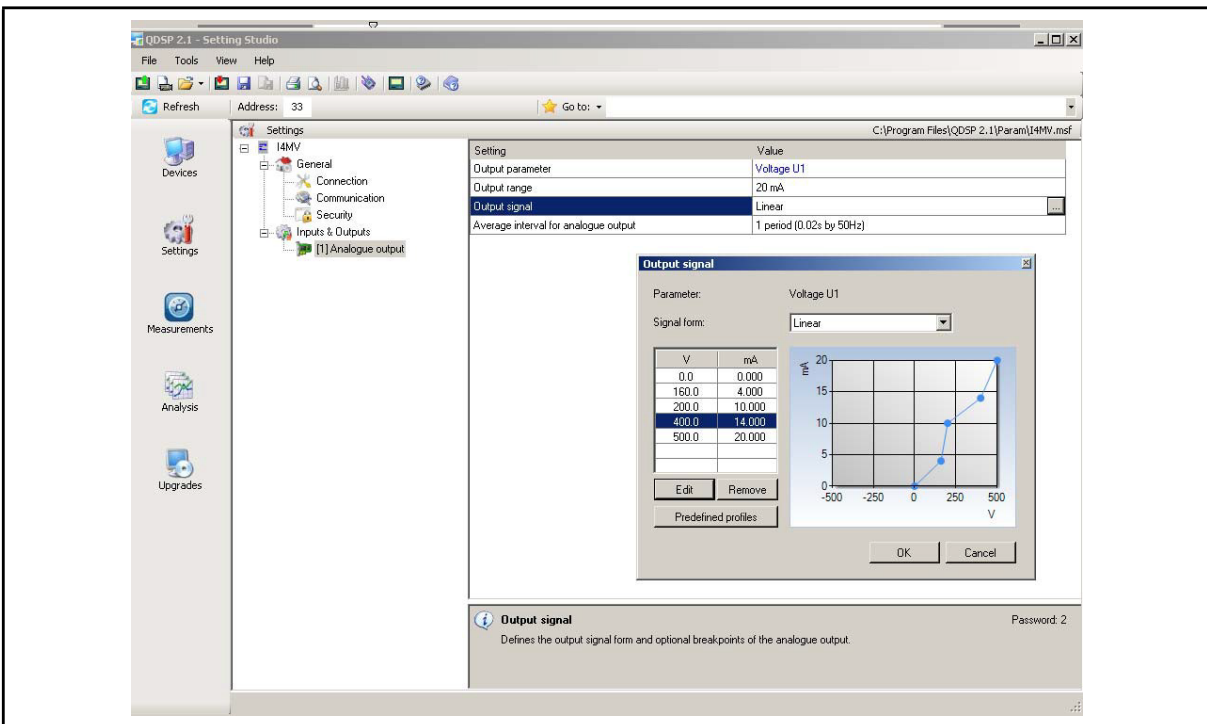 QDSP 2.1 - Setting Studio
File Tools View Help
Refresh Address: 33 Go to:
Settings C:\Program Files\QDSP 2.1\Param\I4MV.msf
Devices
Settings
Measurements
Analysis
Upgrades
I4MV
General
Connection
Communication
Security
Inputs & Outputs
[1] Analogue output
Setting Value
Output parameter Voltage U1
Output range 20 mA
Output signal Linear ...
Average interval for analogue output 1 period (0.02s by 50Hz)
Output signal
Parameter: Voltage U1
Signal form: Linear
V mA
0.0 0.000
160.0 4.000
200.0 10.000
400.0 14.000
500.0 20.000
Edit Remove
Predefined profiles
mA
20
15
10
5
0
-500 -250 0 250 500
V
OK Cancel
Output signal Password: 2
Defines the output signal form and optional breakpoints of the analogue output.